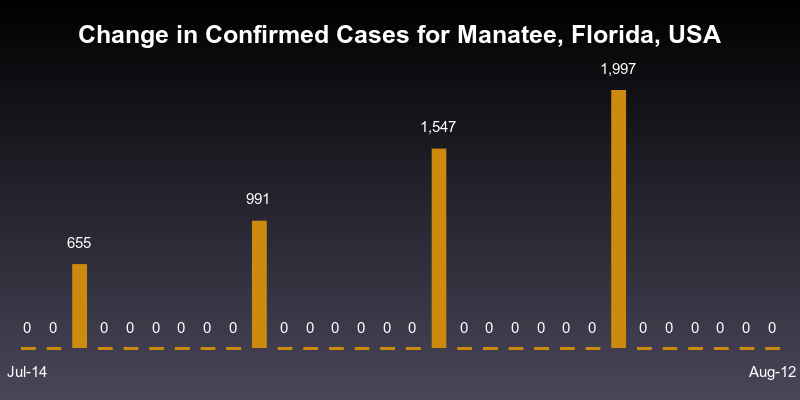 Change in Confirmed Cases for Manatee, Florida, USA
1,997
1,547
991
655
0 0 0 0 0 0 0 0 0 0 0 0 0 0 0 0 0 0 0 0 0 0 0 0 0 0
Jul-14 Aug-12